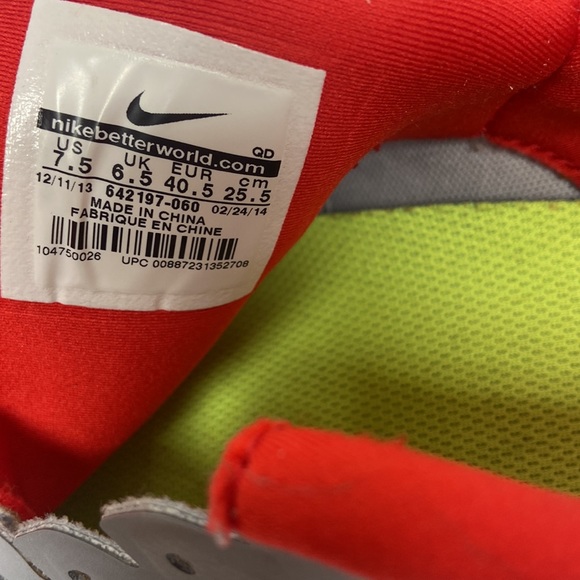 nikebetterworld.com
QD
US UK EUR cm
7.5 6.5 40.5 25.5
12/11/13 642197-060 02/24/14
MADE IN CHINA
FABRIQUE EN CHINE
104750026 UPC 00887231352708